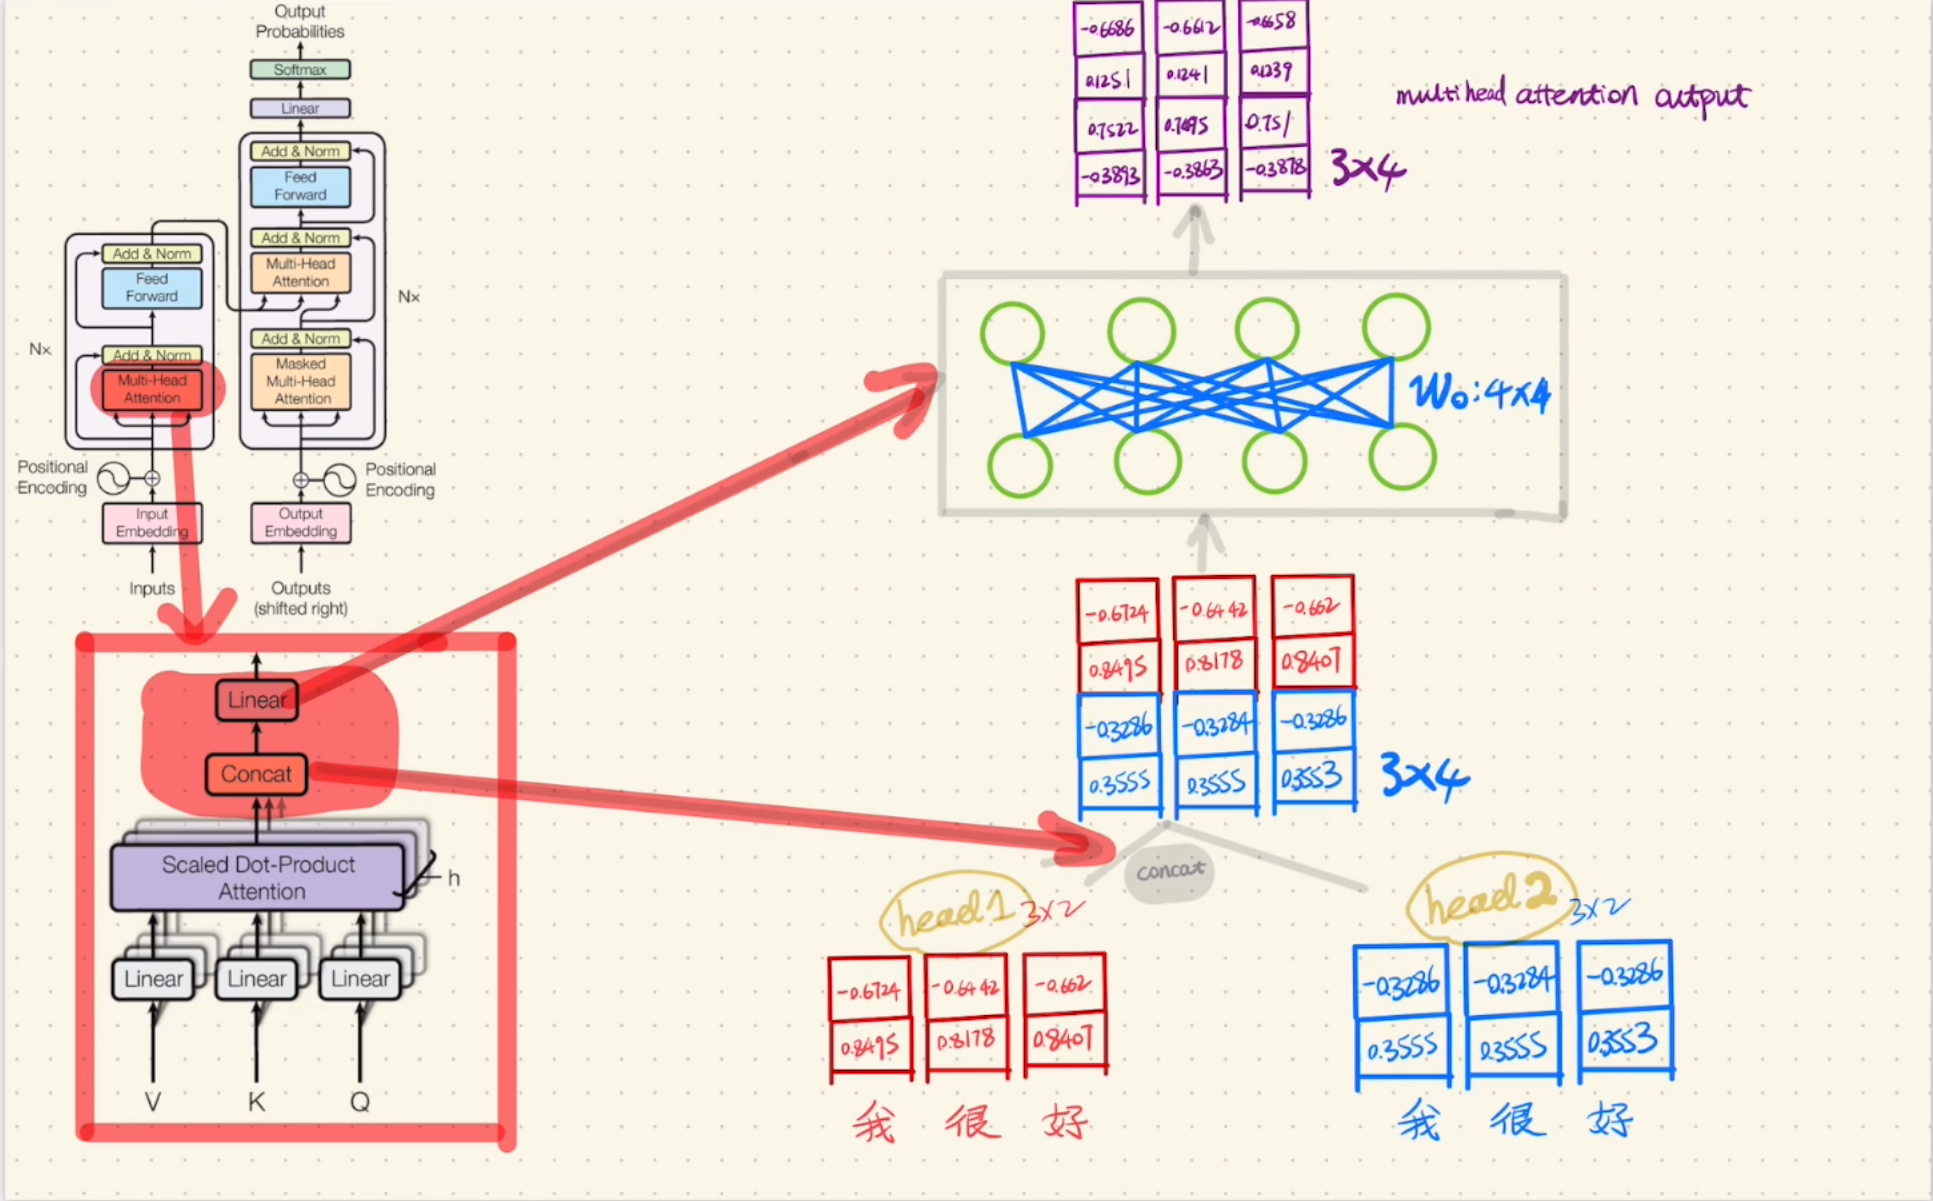 Output
Probabilities
Softmax
Linear
Add & Norm
Feed
Forward
Add & Norm
Multi-Head
Attention
Nx
Add & Norm
Masked
Multi-Head
Attention
Positional
Encoding
Output
Embedding
Outputs
(shifted right)
Add & Norm
Feed
Forward
Nx
Add & Norm
Multi-Head
Attention
Positional
Encoding
Input
Embedding
Inputs
Linear
Concat
Scaled Dot-Product
Attention
h
Linear Linear Linear
V K Q
-0.6686 -0.6612 -0.6658
0.1251 0.1241 0.1239
0.7522 0.7495 0.751
-0.3893 -0.3863 -0.3878
3x4
multihead attention output
Wo:4x4
-0.6724 -0.6442 -0.662
0.8495 0.8178 0.8407
-0.3286 -0.3284 -0.3286
0.3555 0.3555 0.3553
3x4
concat
head1 3x2
-0.6724 -0.6442 -0.662
0.8495 0.8178 0.8407
我 很 好
head2 3x2
-0.3286 -0.3284 -0.3286
0.3555 0.3555 0.3553
我 很 好